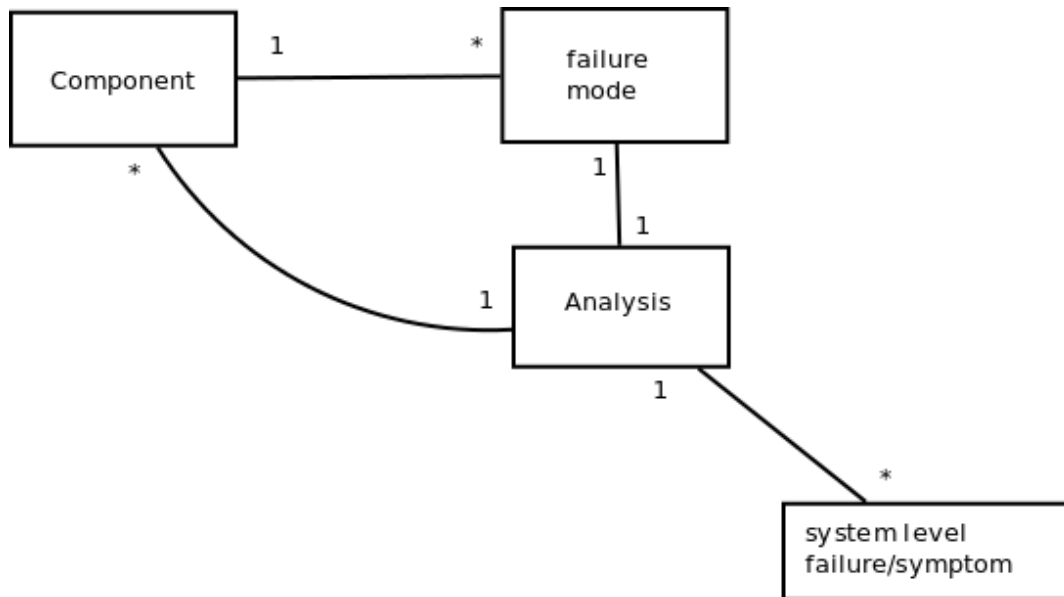 1
*
Component
failure
mode
*
1
1
1
Analysis
1
*
system level
failure/symptom